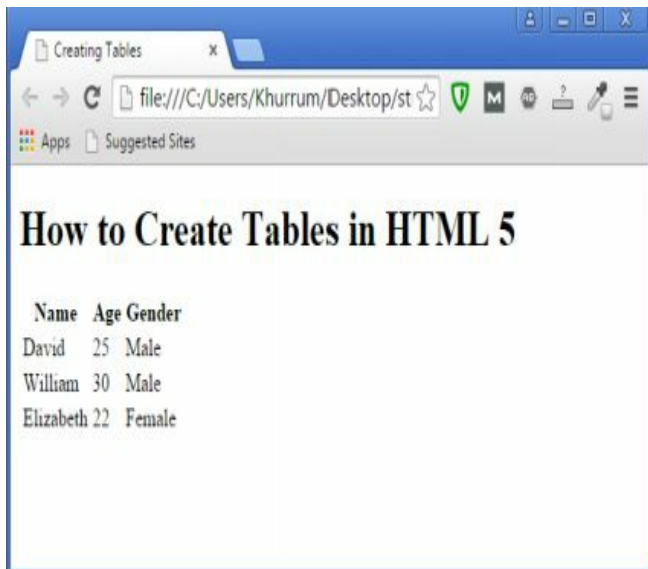 Creating Tables
file:///C:/Users/Khurrum/Desktop/st
Apps Suggested Sites
How to Create Tables in HTML 5
Name Age Gender
David 25 Male
William 30 Male
Elizabeth 22 Female